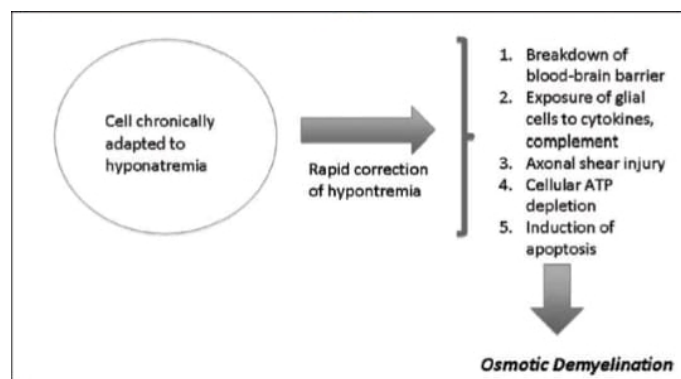 Cell chronically
adapted to
hyponatremia
Rapid correction
of hypontremia
1. Breakdown of
blood-brain barrier
2. Exposure of glial
cells to cytokines,
complement
3. Axonal shear injury
4. Cellular ATP
depletion
5. Induction of
apoptosis
Osmotic Demyelination